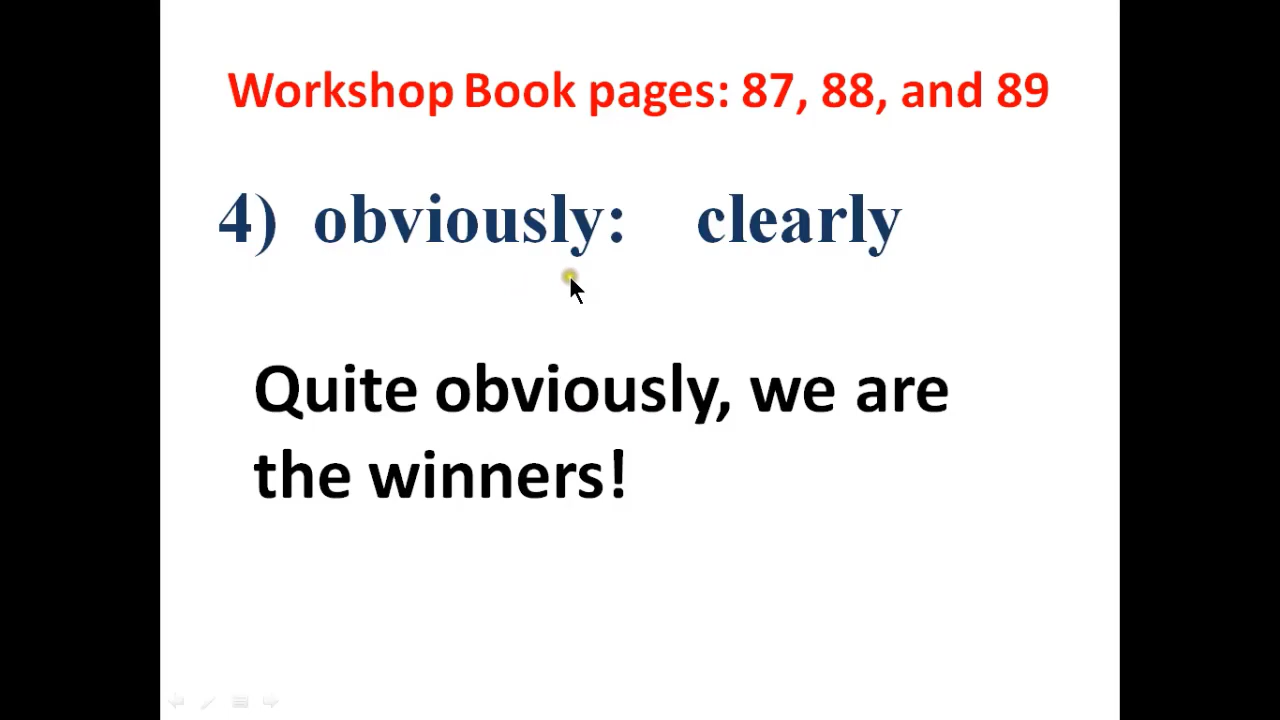 Workshop Book pages: 87, 88, and 89
4) obviously: clearly
Quite obviously, we are
the winners!